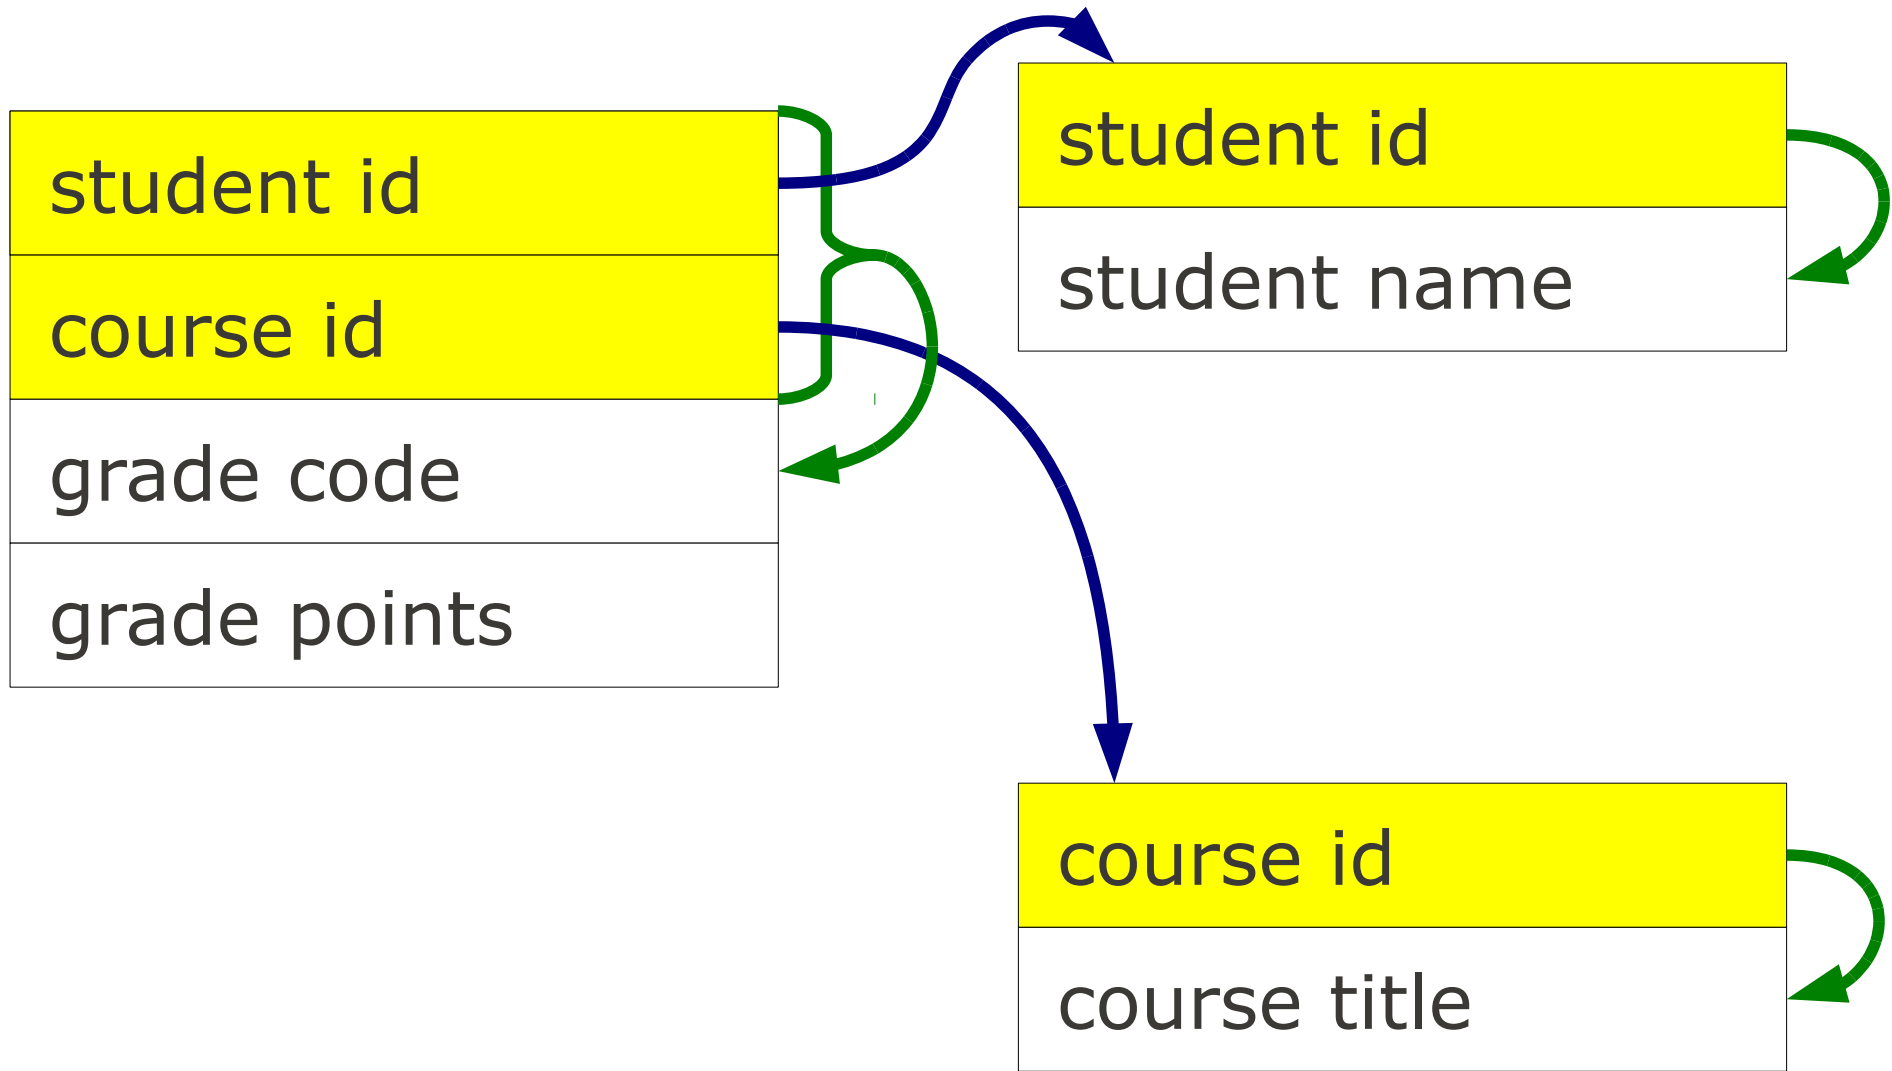 student id
course id
grade code
grade points
student id
student name
course id
course title